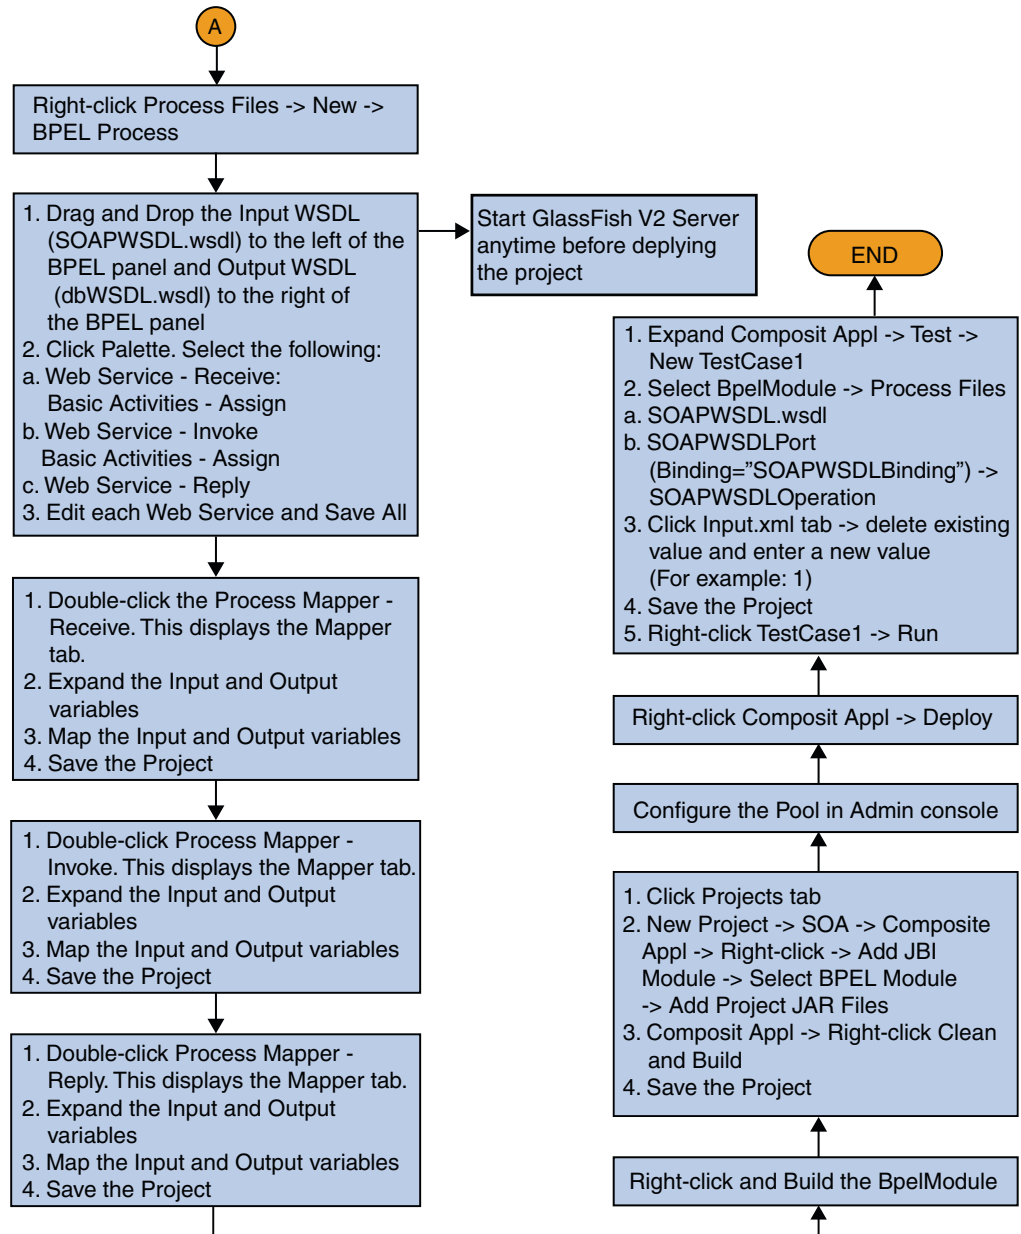 A
Right-click Process Files -> New ->
BPEL Process
1. Drag and Drop the Input WSDL
(SOAPWSDL.wsdl) to the left of the
BPEL panel and Output WSDL
(dbWSDL.wsdl) to the right of
the BPEL panel
2. Click Palette. Select the following:
a. Web Service - Receive:
Basic Activities - Assign
b. Web Service - Invoke
Basic Activities - Assign
c. Web Service - Reply
3. Edit each Web Service and Save All
Start GlassFish V2 Server
anytime before deplying
the project
1. Double-click the Process Mapper -
Receive. This displays the Mapper
tab.
2. Expand the Input and Output
variables
3. Map the Input and Output variables
4. Save the Project
1. Double-click Process Mapper -
Invoke. This displays the Mapper tab.
2. Expand the Input and Output
variables
3. Map the Input and Output variables
4. Save the Project
1. Double-click Process Mapper -
Reply. This displays the Mapper tab.
2. Expand the Input and Output
variables
3. Map the Input and Output variables
4. Save the Project
Right-click and Build the BpelModule
1. Click Projects tab
2. New Project -> SOA -> Composite
Appl -> Right-click -> Add JBI
Module -> Select BPEL Module
-> Add Project JAR Files
3. Composit Appl -> Right-click Clean
and Build
4. Save the Project
Configure the Pool in Admin console
Right-click Composit Appl -> Deploy
1. Expand Composit Appl -> Test ->
New TestCase1
2. Select BpelModule -> Process Files
a. SOAPWSDL.wsdl
b. SOAPWSDLPort
(Binding=”SOAPWSDLBinding”) ->
SOAPWSDLOperation
3. Click Input.xml tab -> delete existing
value and enter a new value
(For example: 1)
4. Save the Project
5. Right-click TestCase1 -> Run
END